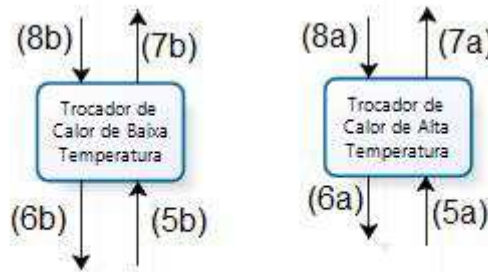 (8b)
(7b)
(8a)
(7a)
Trocador de
Calor de Baixa
Temperatura
Trocador de
Calor de Alta
Temperatura
(6b)
(5b)
(6a)
(5a)